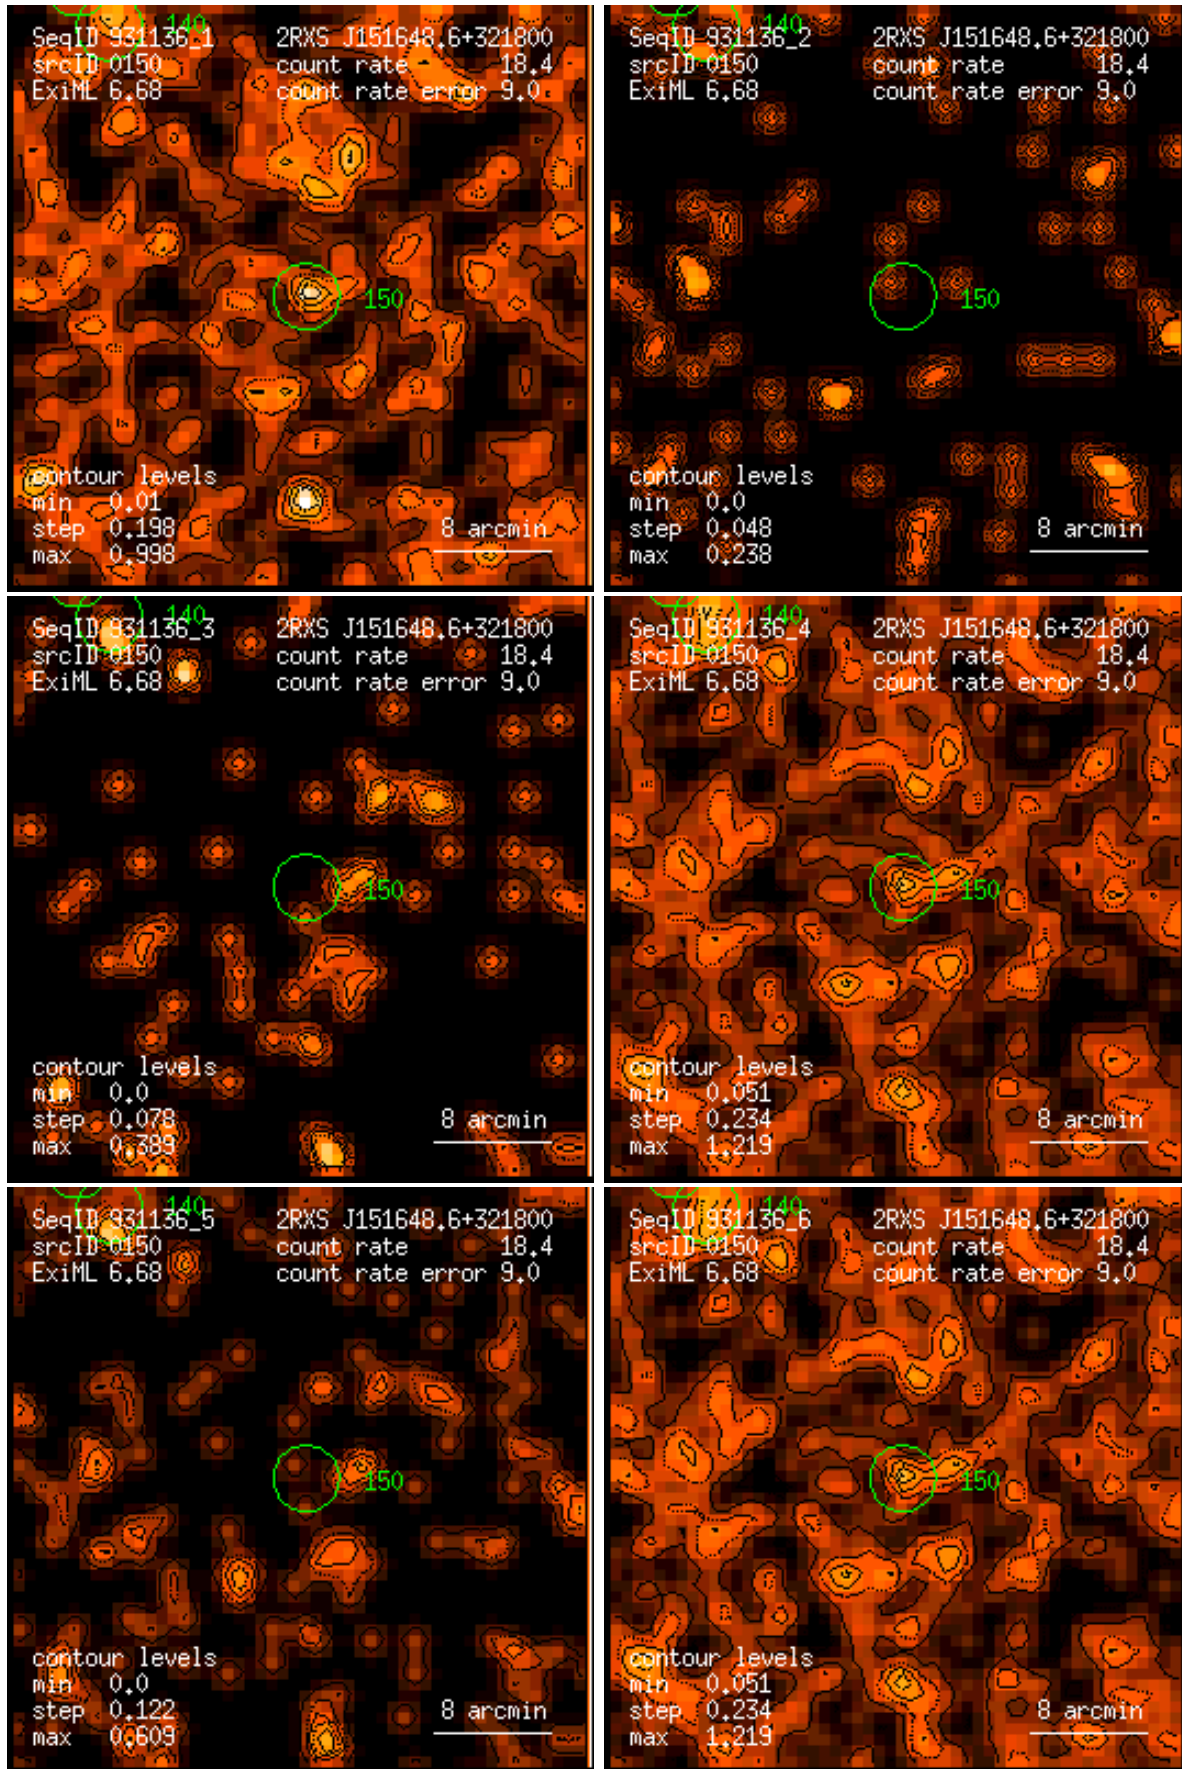 140
SeqID 931136_1 2RXS J151648.6+321800
srcID 0150 count rate 18.4
ExiML 6.68 count rate error 9.0
150
contour levels
min 0.01
step 0.198 8 arcmin
max 0.998
140
SeqID 931136_2 2RXS J151648.6+321800
srcID 0150 count rate 18.4
ExiML 6.68 count rate error 9.0
150
contour levels
min 0.0
step 0.048 8 arcmin
max 0.238
140
SeqID 931136_3 2RXS J151648.6+321800
srcID 0150 count rate 18.4
ExiML 6.68 count rate error 9.0
150
contour levels
min 0.0
step 0.078 8 arcmin
max 0.389
140
SeqID 931136_4 2RXS J151648.6+321800
srcID 0150 count rate 18.4
ExiML 6.68 count rate error 9.0
150
contour levels
min 0.051
step 0.234 8 arcmin
max 1.219
140
SeqID 931136_5 2RXS J151648.6+321800
srcID 0150 count rate 18.4
ExiML 6.68 count rate error 9.0
150
contour levels
min 0.0
step 0.122 8 arcmin
max 0.609
140
SeqID 931136_6 2RXS J151648.6+321800
srcID 0150 count rate 18.4
ExiML 6.68 count rate error 9.0
150
contour levels
min 0.051
step 0.234 8 arcmin
max 1.219